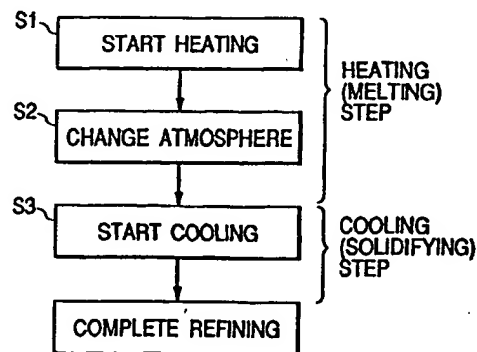 S1
START HEATING
S2
CHANGE ATMOSPHERE
HEATING
(MELTING)
STEP
S3
START COOLING
COOLING
(SOLIDIFYING)
STEP
COMPLETE REFINING